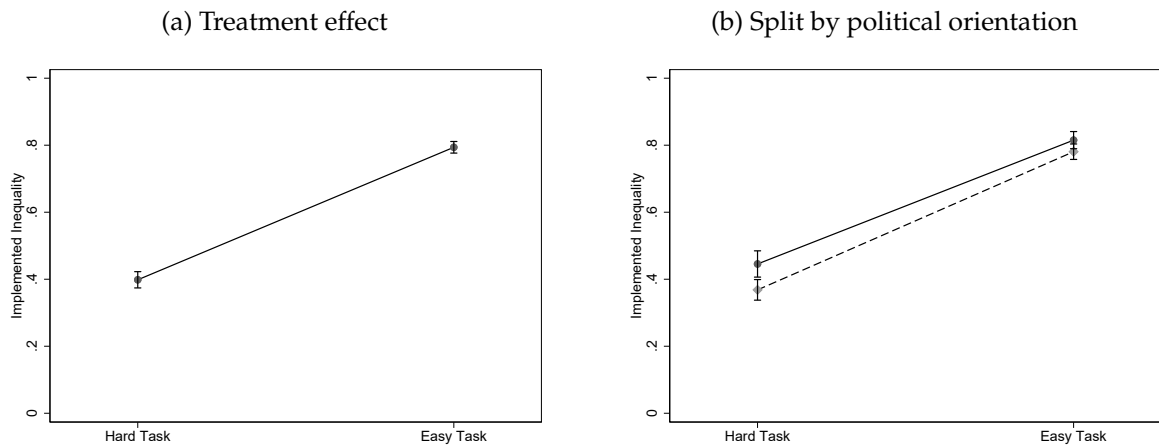 (a) Treatment effect
Implemented Inequality
0
.2
.4
.6
.8
1
Hard Task
Easy Task
(b) Split by political orientation
Implemented Inequality
0
.2
.4
.6
.8
1
Hard Task
Easy Task